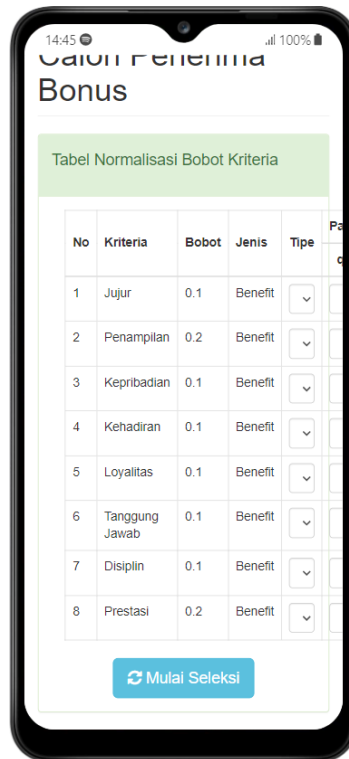 14:45 100%
Calon Penerima
Bonus
Tabel Normalisasi Bobot Kriteria
No Kriteria Bobot Jenis Tipe Pa
q
1 Jujur 0.1 Benefit
2 Penampilan 0.2 Benefit
3 Kepribadian 0.1 Benefit
4 Kehadiran 0.1 Benefit
5 Loyalitas 0.1 Benefit
6 Tanggung Jawab 0.1 Benefit
7 Disiplin 0.1 Benefit
8 Prestasi 0.2 Benefit
Mulai Seleksi